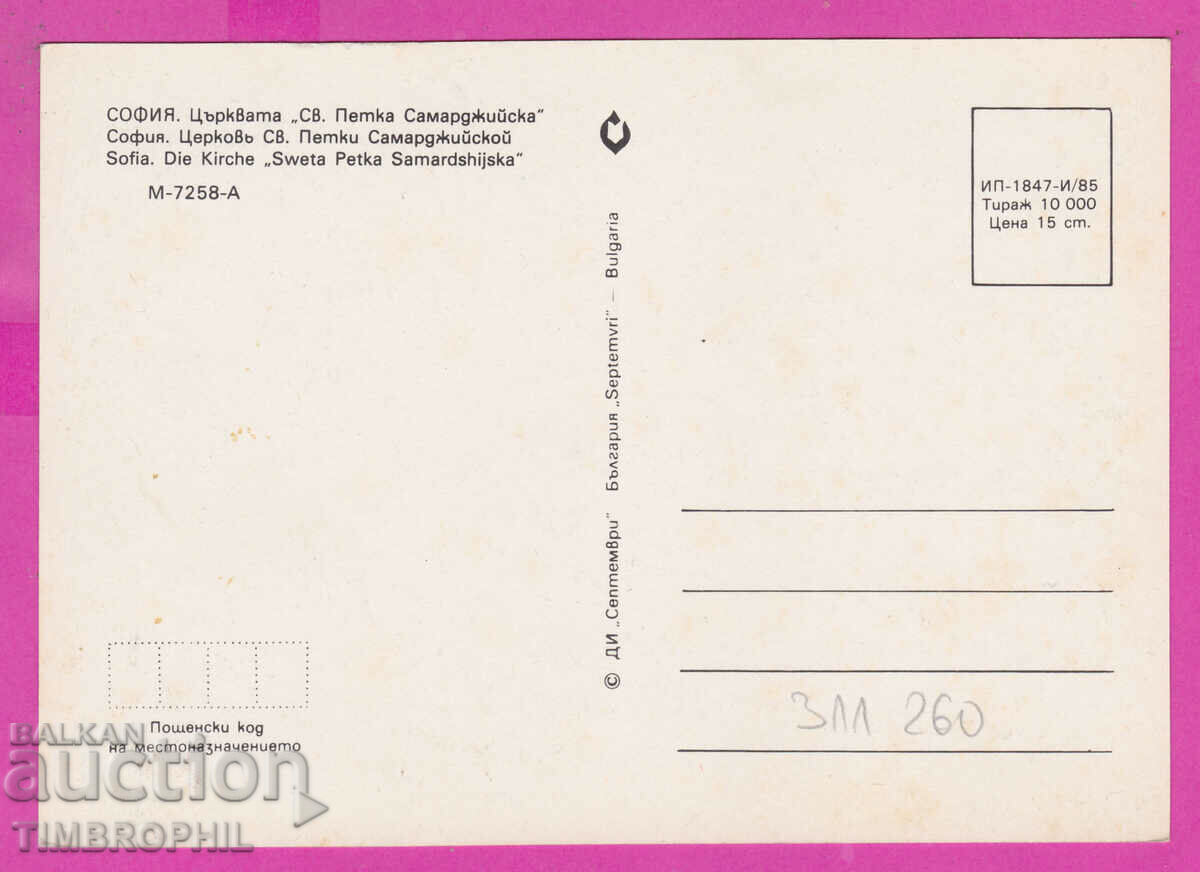 СОФИЯ. Църквата „Св. Петка Самарджийска“
София. Церковь Св. Петки Самарджийской
Sofia. Die Kirche „Sweta Petka Samardshijska“
М-7258-А
ИП-1847-И/85
Тираж 10 000
Цена 15 ст.
© ДИ „Септември“ България „Septemvri“ — Bulgaria
311 260
Пощенски код
на местоназначението
BALKAN
auction
TIMBROPHIL